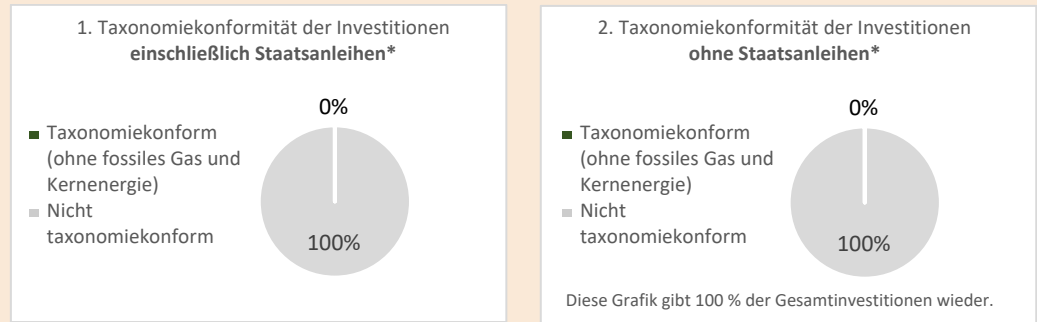 1. Taxonomiekonformität der Investitionen
einschließlich Staatsanleihen*
0%
Taxonomiekonform
(ohne fossiles Gas und
Kernenergie)
Nicht
taxonomiekonform
100%
2. Taxonomiekonformität der Investitionen
ohne Staatsanleihen*
0%
Taxonomiekonform
(ohne fossiles Gas und
Kernenergie)
Nicht
taxonomiekonform
100%
Diese Grafik gibt 100 % der Gesamtinvestitionen wieder.